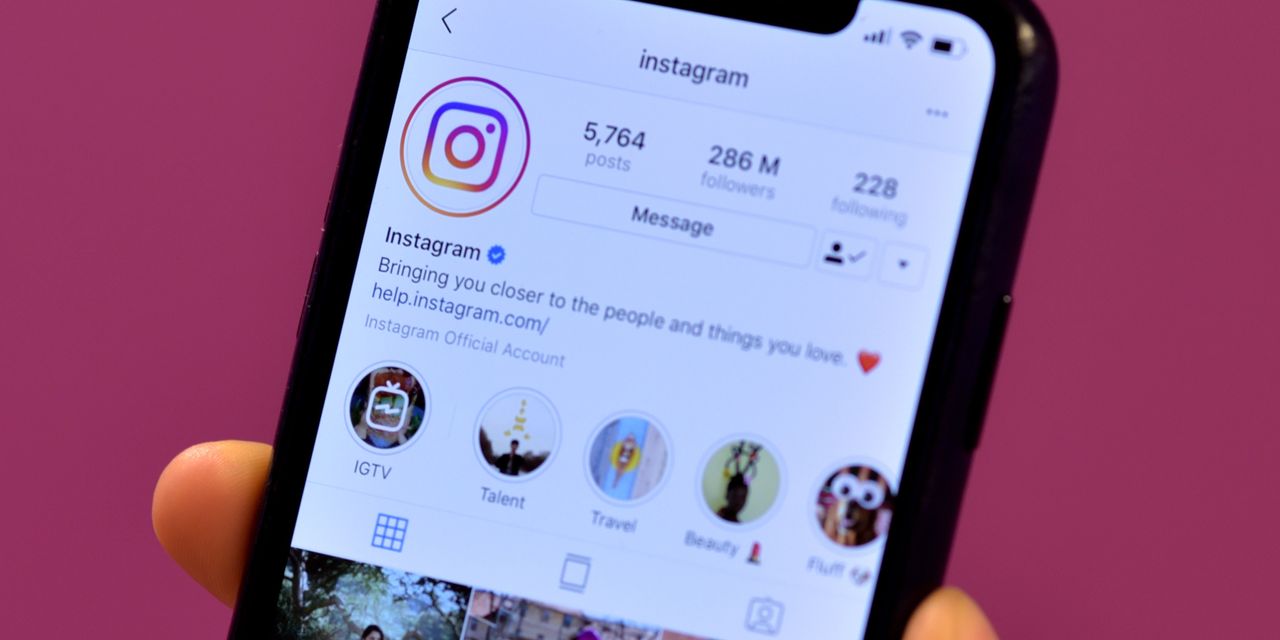 instagram
5,764
posts
286 M
followers
228
following
Message
Instagram
Bringing you closer to the people and things you love. ❤️
help.instagram.com/
Instagram Official Account
IGTV
Talent
Travel
Beauty 💄
Fluff 🐶